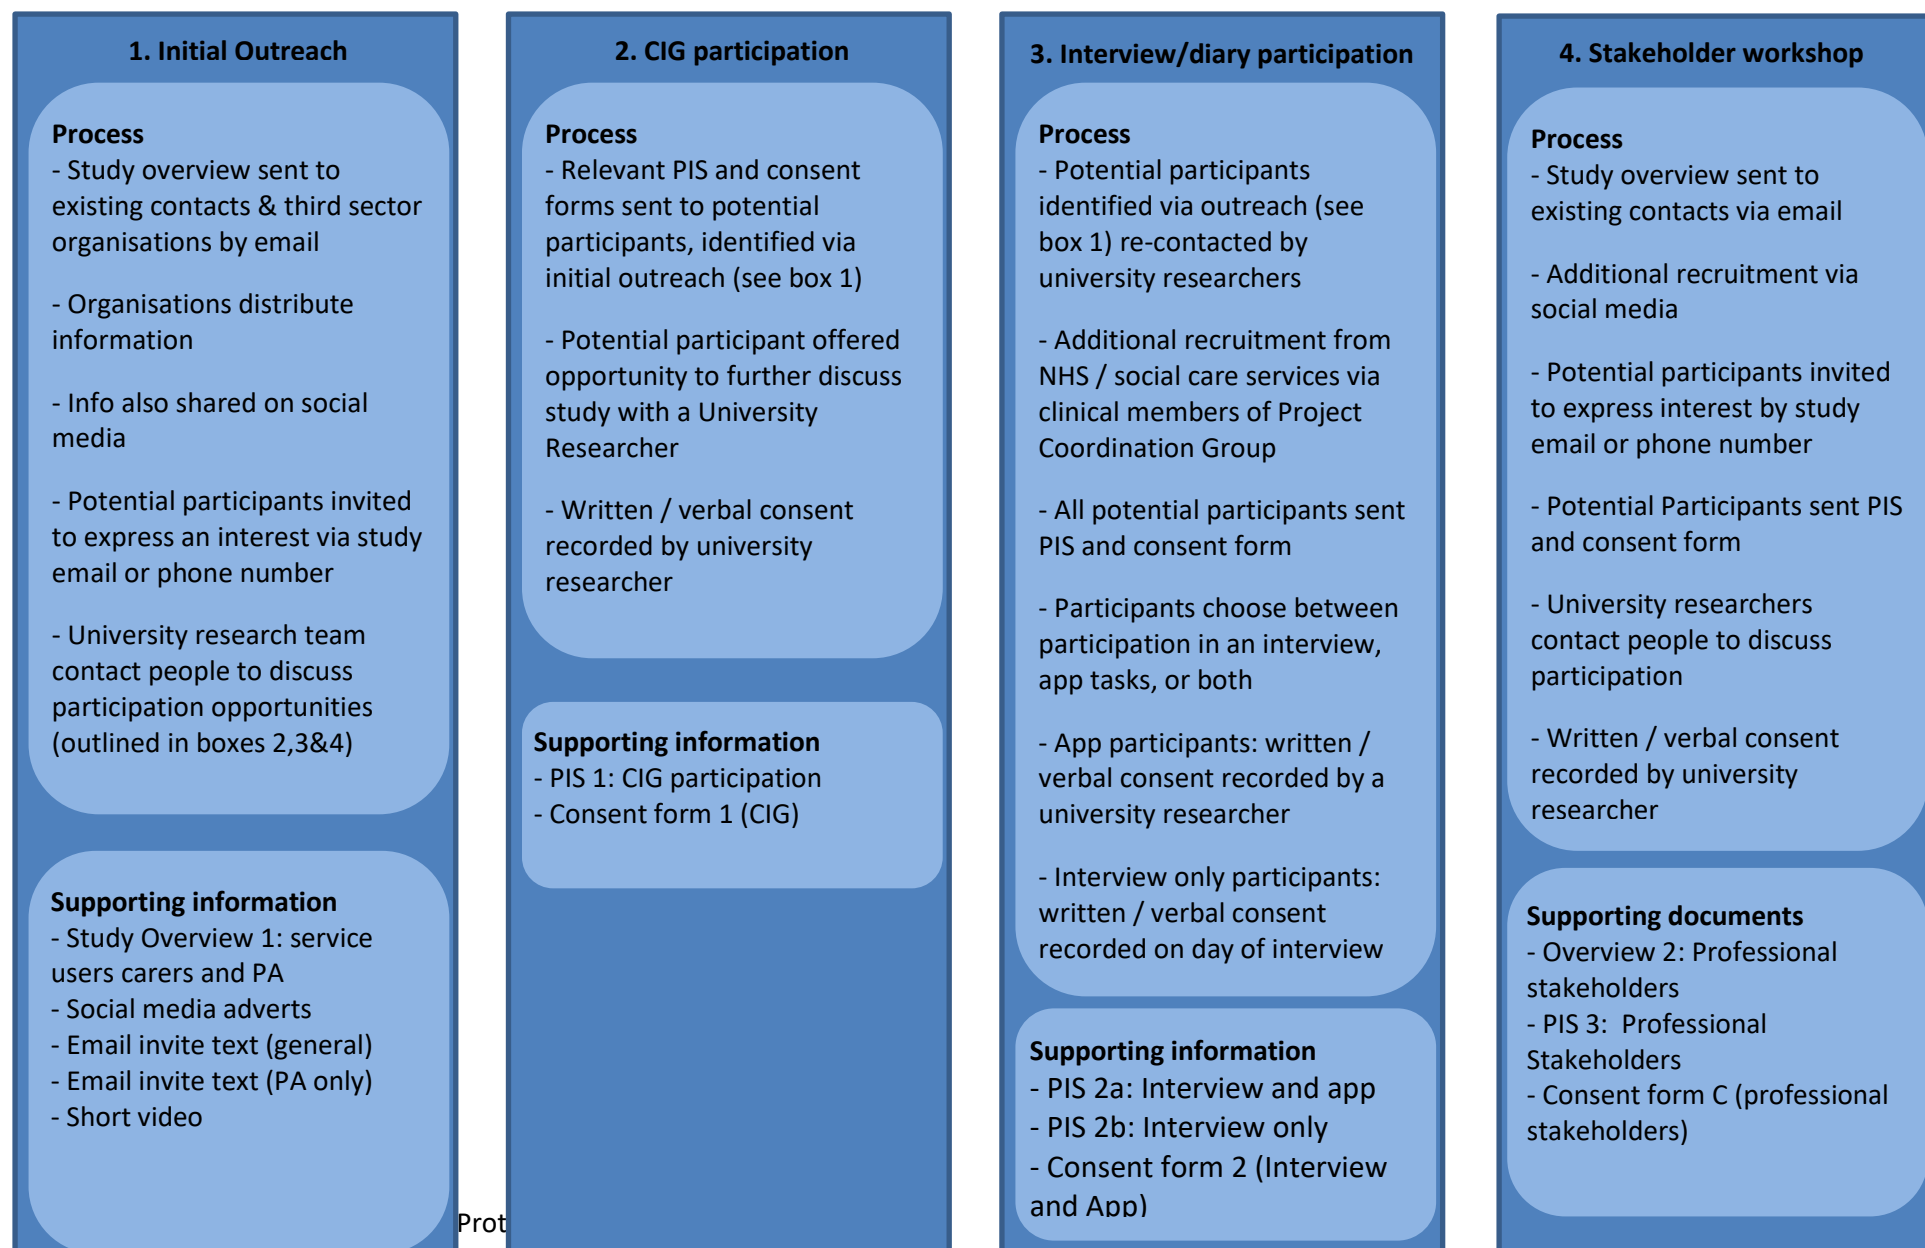 1. Initial Outreach
Process
- Study overview sent to
existing contacts & third sector
organisations by email
- Organisations distribute
information
- Info also shared on social
media
- Potential participants invited
to express an interest via study
email or phone number
- University research team
contact people to discuss
participation opportunities
(outlined in boxes 2,3&4)
Supporting information
- Study Overview 1: service
users carers and PA
- Social media adverts
- Email invite text (general)
- Email invite text (PA only)
- Short video
2. CIG participation
Process
- Relevant PIS and consent
forms sent to potential
participants, identified via
initial outreach (see box 1)
- Potential participant offered
opportunity to further discuss
study with a University
Researcher
- Written / verbal consent
recorded by university
researcher
Supporting information
- PIS 1: CIG participation
- Consent form 1 (CIG)
3. Interview/diary participation
Process
- Potential participants
identified via outreach (see
box 1) re-contacted by
university researchers
- Additional recruitment from
NHS / social care services via
clinical members of Project
Coordination Group
- All potential participants sent
PIS and consent form
- Participants choose between
participation in an interview,
app tasks, or both
- App participants: written /
verbal consent recorded by a
university researcher
- Interview only participants:
written / verbal consent
recorded on day of interview
Supporting information
- PIS 2a: Interview and app
- PIS 2b: Interview only
- Consent form 2 (Interview
and App)
4. Stakeholder workshop
Process
- Study overview sent to
existing contacts via email
- Additional recruitment via
social media
- Potential participants invited
to express interest by study
email or phone number
- Potential Participants sent PIS
and consent form
- University researchers
contact people to discuss
participation
- Written / verbal consent
recorded by university
researcher
Supporting documents
- Overview 2: Professional
stakeholders
- PIS 3:  Professional
Stakeholders
- Consent form C (professional
stakeholders)
Prot